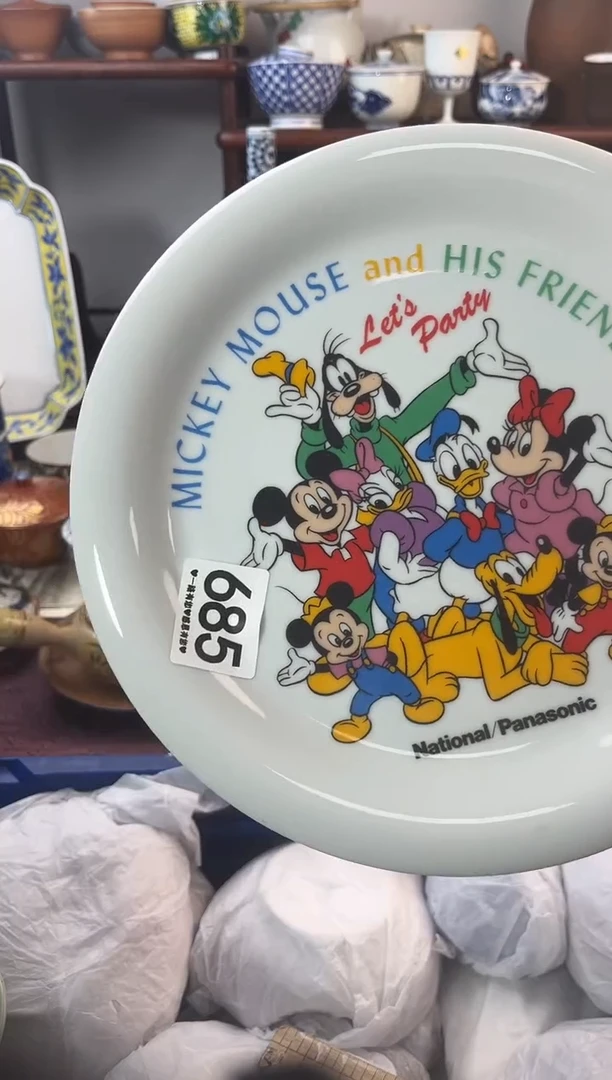 MICKEY MOUSE and HIS FRIEN
Let's
Party
685
National/Panasonic